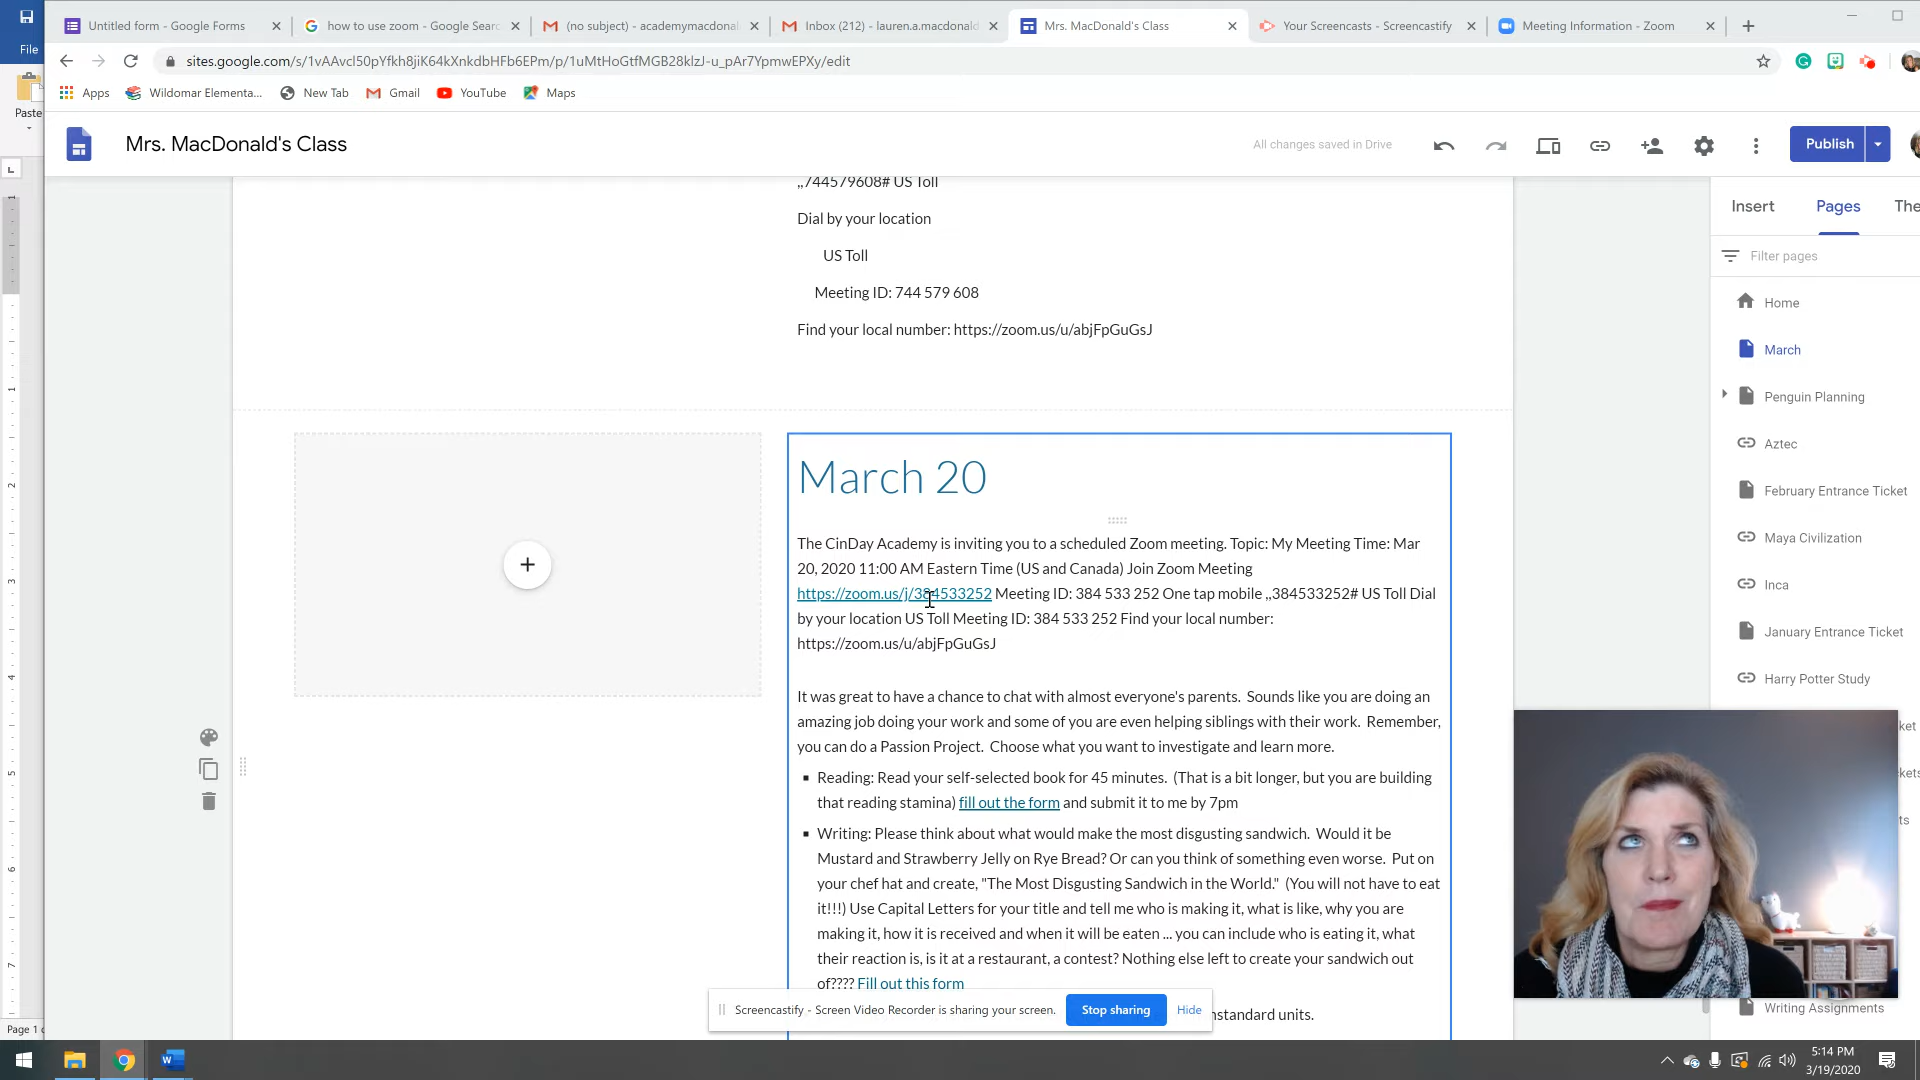 File
Paste
Untitled form - Google Forms
how to use zoom - Google Searc
(no subject) - academymacdonal
Inbox (212) - lauren.a.macdonald
Mrs. MacDonald's Class
Your Screencasts - Screencastify
Meeting Information - Zoom
sites.google.com/s/1vAAvcl50pYfkh8jiK64kXnkdbHFb6EPm/p/1uMtHoGtfMGB28klzJ-u_pAr7YpmwEPXy/edit
Apps
Wildomar Elementa...
New Tab
Gmail
YouTube
Maps
Mrs. MacDonald's Class
All changes saved in Drive
Publish
Insert
Pages
The
Filter pages
Home
March
Penguin Planning
Aztec
February Entrance Ticket
Maya Civilization
Inca
January Entrance Ticket
Harry Potter Study
ket
kets
ts
Writing Assignments
,,744579608# US Toll
Dial by your location
US Toll
Meeting ID: 744 579 608
Find your local number: https://zoom.us/u/abjFpGuGsJ
March 20
The CinDay Academy is inviting you to a scheduled Zoom meeting. Topic: My Meeting Time: Mar
20, 2020 11:00 AM Eastern Time (US and Canada) Join Zoom Meeting
https://zoom.us/j/384533252 Meeting ID: 384 533 252 One tap mobile ,,384533252# US Toll Dial
by your location US Toll Meeting ID: 384 533 252 Find your local number:
https://zoom.us/u/abjFpGuGsJ
It was great to have a chance to chat with almost everyone's parents. Sounds like you are doing an
amazing job doing your work and some of you are even helping siblings with their work. Remember,
you can do a Passion Project. Choose what you want to investigate and learn more.
Reading: Read your self-selected book for 45 minutes. (That is a bit longer, but you are building
that reading stamina) fill out the form and submit it to me by 7pm
Writing: Please think about what would make the most disgusting sandwich. Would it be
Mustard and Strawberry Jelly on Rye Bread? Or can you think of something even worse. Put on
your chef hat and create, "The Most Disgusting Sandwich in the World." (You will not have to eat
it!!!) Use Capital Letters for your title and tell me who is making it, what is like, why you are
making it, how it is received and when it will be eaten ... you can include who is eating it, what
their reaction is, is it at a restaurant, a contest? Nothing else left to create your sandwich out
of???? Fill out this form
nstandard units.
Screencastify - Screen Video Recorder is sharing your screen.
Stop sharing
Hide
Page 1
5:14 PM
3/19/2020